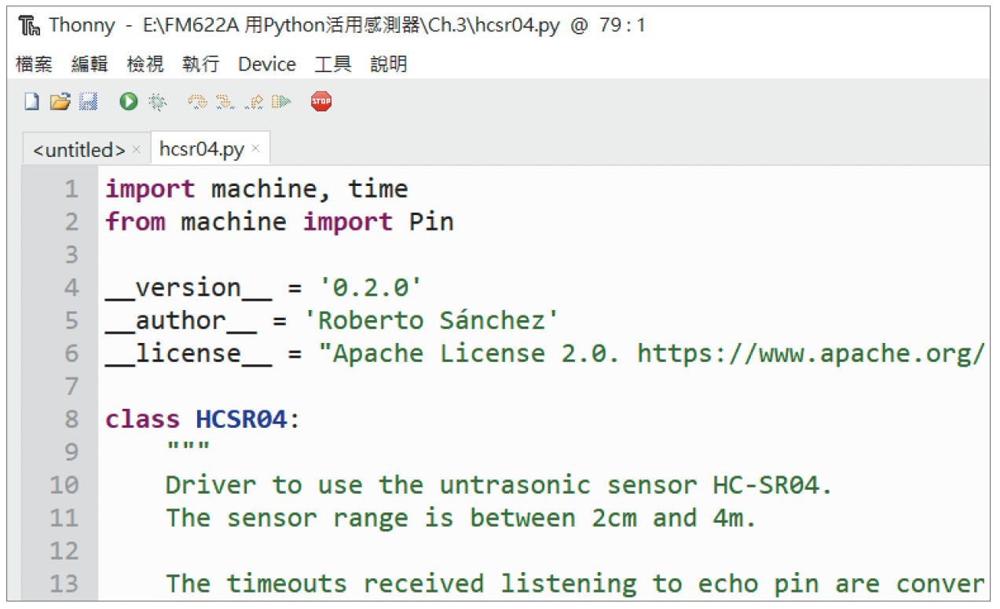 Thonny - E:\FM622A 用Python活用感測器\Ch.3\hcsr04.py @ 79:1
檔案 編輯 檢視 執行 Device 工具 說明
STOP
<untitled> × hcsr04.py ×
1 import machine, time
2 from machine import Pin
3
4 __version__ = '0.2.0'
5 __author__ = 'Roberto Sánchez'
6 __license__ = "Apache License 2.0. https://www.apache.org/
7
8 class HCSR04:
9     """
10     Driver to use the untrasonic sensor HC-SR04.
11     The sensor range is between 2cm and 4m.
12
13     The timeouts received listening to echo pin are conver